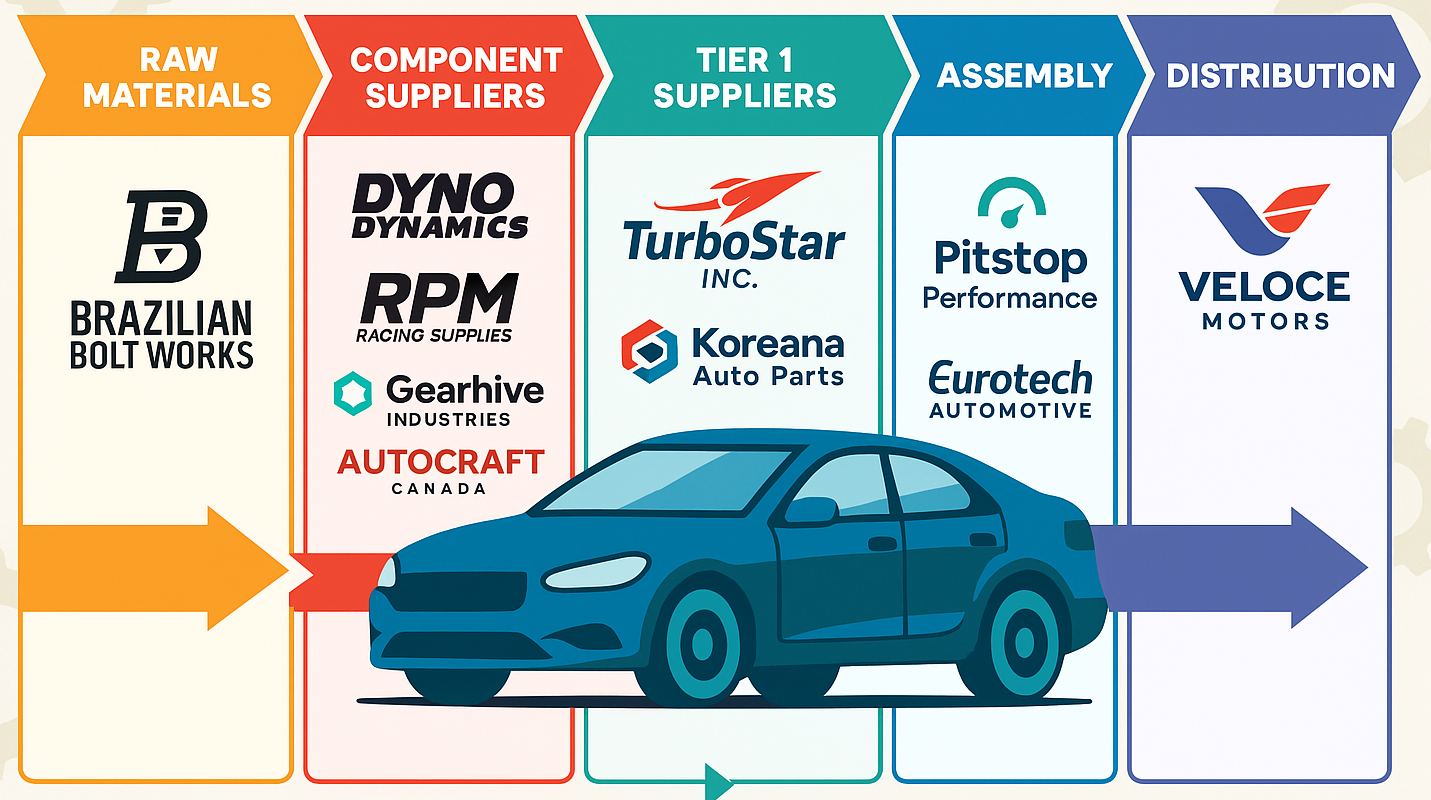 RAW
MATERIALS
COMPONENT
SUPPLIERS
TIER 1
SUPPLIERS
ASSEMBLY
DISTRIBUTION
B
BRAZILIAN
BOLT WORKS
DYNO
DYNAMICS
RPM
RACING SUPPLIES
Gearhive
INDUSTRIES
AUTOCRAFT
CANADA
TurboStar
INC.
Koreana
Auto Parts
Pitstop
Performance
Eurotech
AUTOMOTIVE
VELOCE
MOTORS